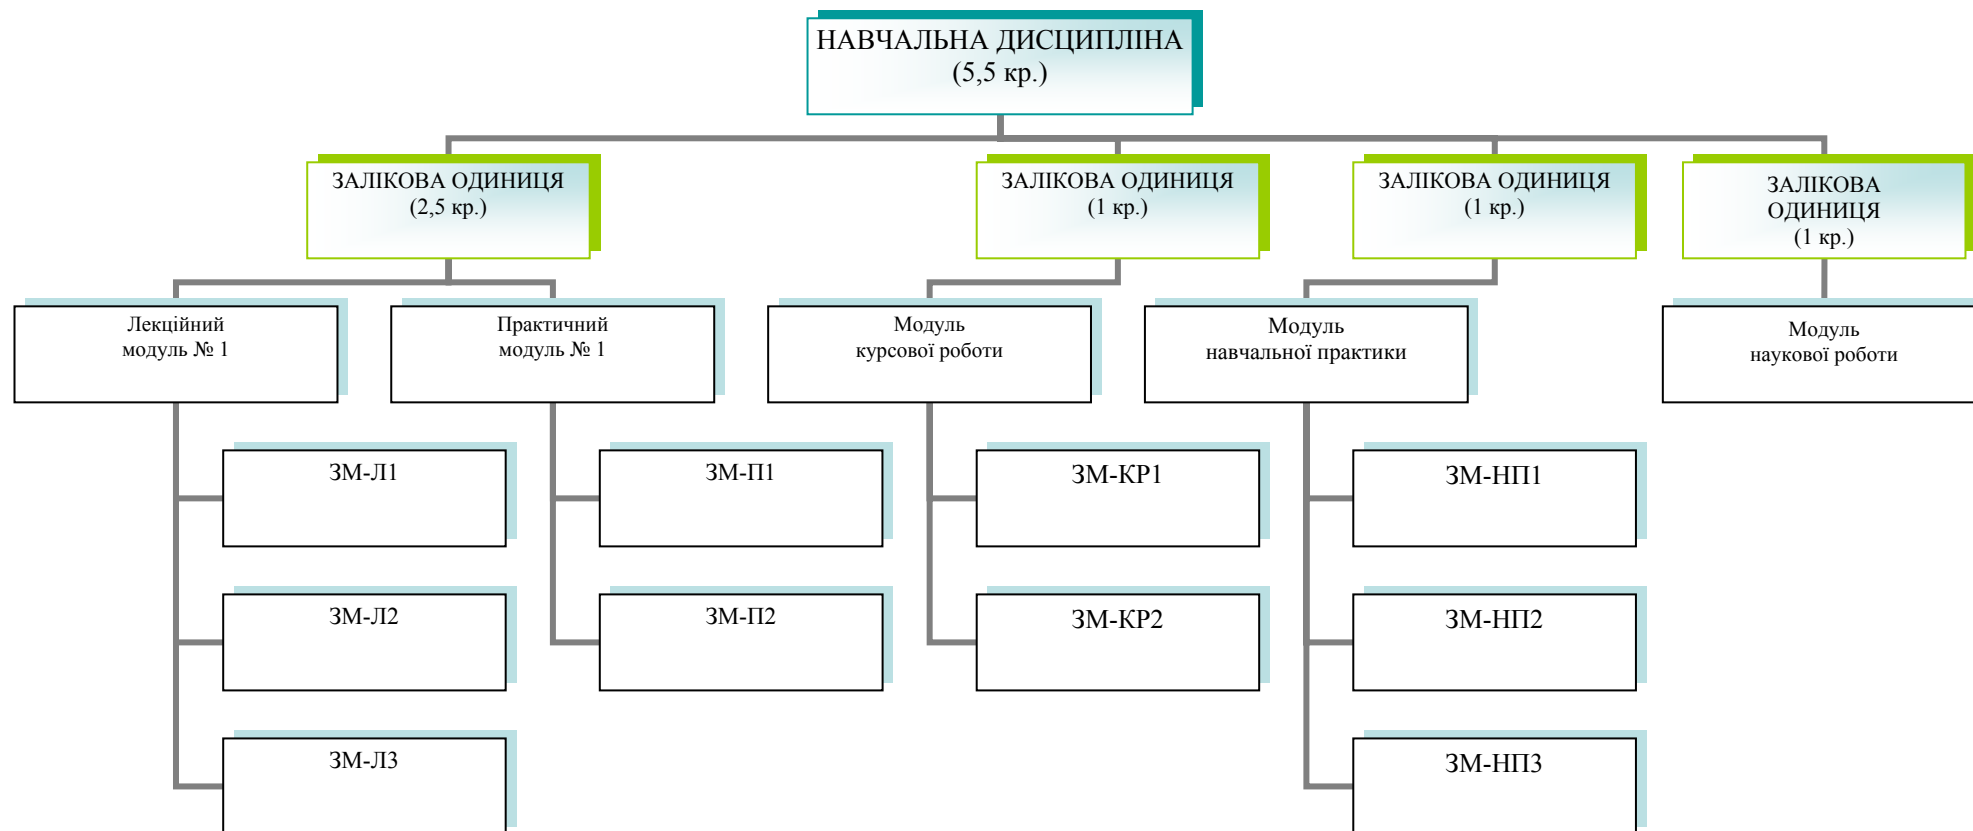 НАВЧАЛЬНА ДИСЦИПЛІНА
(5,5 кр.)
ЗАЛІКОВА ОДИНИЦЯ
(2,5 кр.)
ЗАЛІКОВА ОДИНИЦЯ
(1 кр.)
ЗАЛІКОВА ОДИНИЦЯ
(1 кр.)
ЗАЛІКОВА
ОДИНИЦЯ
(1 кр.)
Лекційний
модуль № 1
Практичний
модуль № 1
Модуль
курсової роботи
Модуль
навчальної практики
Модуль
наукової роботи
ЗМ-Л1
ЗМ-П1
ЗМ-КР1
ЗМ-НП1
ЗМ-Л2
ЗМ-П2
ЗМ-КР2
ЗМ-НП2
ЗМ-Л3
ЗМ-НП3